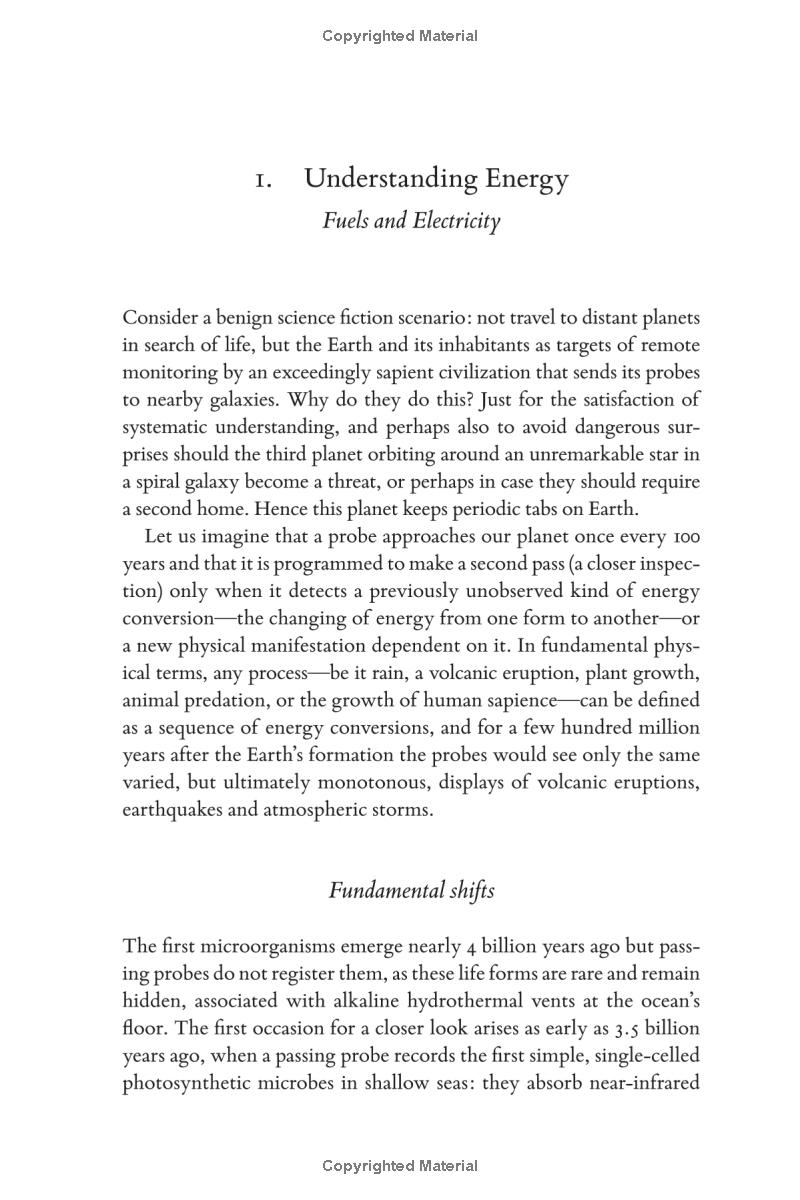 Copyrighted Material
1. Understanding Energy
Fuels and Electricity
Consider a benign science fiction scenario: not travel to distant planets
in search of life, but the Earth and its inhabitants as targets of remote
monitoring by an exceedingly sapient civilization that sends its probes
to nearby galaxies. Why do they do this? Just for the satisfaction of
systematic understanding, and perhaps also to avoid dangerous sur-
prises should the third planet orbiting around an unremarkable star in
a spiral galaxy become a threat, or perhaps in case they should require
a second home. Hence this planet keeps periodic tabs on Earth.
Let us imagine that a probe approaches our planet once every 100
years and that it is programmed to make a second pass (a closer inspec-
tion) only when it detects a previously unobserved kind of energy
conversion—the changing of energy from one form to another—or
a new physical manifestation dependent on it. In fundamental phys-
ical terms, any process—be it rain, a volcanic eruption, plant growth,
animal predation, or the growth of human sapience—can be defined
as a sequence of energy conversions, and for a few hundred million
years after the Earth’s formation the probes would see only the same
varied, but ultimately monotonous, displays of volcanic eruptions,
earthquakes and atmospheric storms.
Fundamental shifts
The first microorganisms emerge nearly 4 billion years ago but pass-
ing probes do not register them, as these life forms are rare and remain
hidden, associated with alkaline hydrothermal vents at the ocean’s
floor. The first occasion for a closer look arises as early as 3.5 billion
years ago, when a passing probe records the first simple, single-celled
photosynthetic microbes in shallow seas: they absorb near-infrared
Copyrighted Material